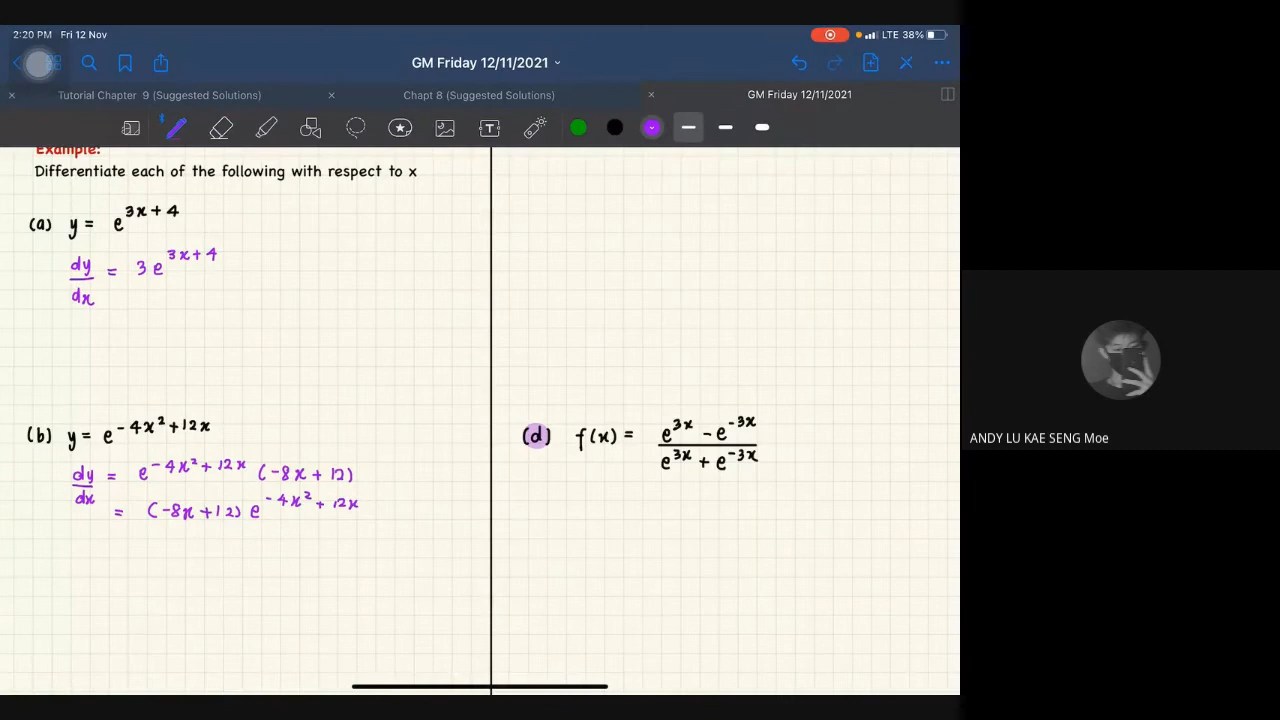 2:20 PM Fri 12 Nov
LTE 38%
GM Friday 12/11/2021
Tutorial Chapter 9 (Suggested Solutions)
Chapt 8 (Suggested Solutions)
GM Friday 12/11/2021
Example:
Differentiate each of the following with respect to x
(a) y = e^{3x+4}
dy/dx = 3e^{3x+4}
(b) y = e^{-4x²+12x}
dy/dx = e^{-4x²+12x} (-8x+12)
= (-8x+12) e^{-4x²+12x}
(d) f(x) = (e^{3x} - e^{-3x})/(e^{3x} + e^{-3x})
ANDY LU KAE SENG Moe